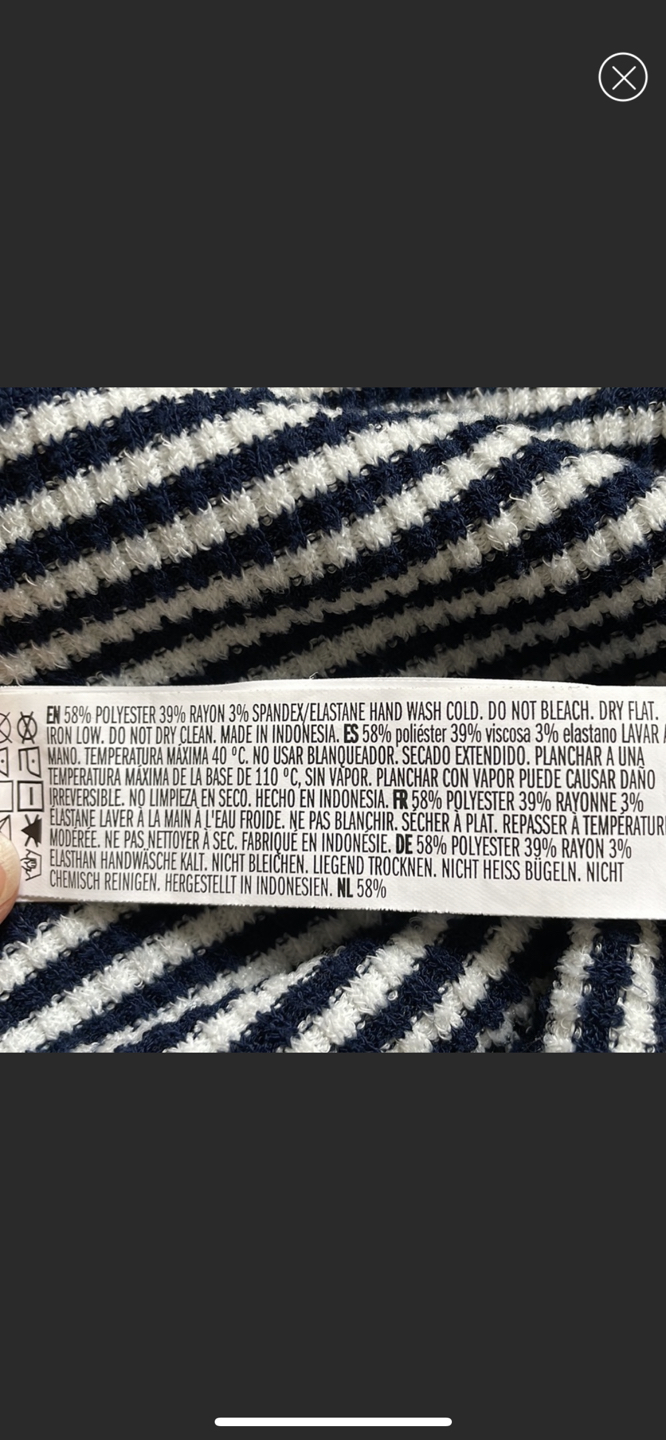 EN 58% POLYESTER 39% RAYON 3% SPANDEX/ELASTANE HAND WASH COLD. DO NOT BLEACH. DRY FLAT.
IRON LOW. DO NOT DRY CLEAN. MADE IN INDONESIA. ES 58% poliéster 39% viscosa 3% elastano LAVAR A
MANO. TEMPERATURA MÁXIMA 40 ºC. NO USAR BLANQUEADOR. SECADO EXTENDIDO. PLANCHAR A UNA
TEMPERATURA MÁXIMA DE LA BASE DE 110 ºC, SIN VAPOR. PLANCHAR CON VAPOR PUEDE CAUSAR DAÑO
IRREVERSIBLE. NO LIMPIEZA EN SECO. HECHO EN INDONESIA. FR 58% POLYESTER 39% RAYONNE 3%
ÉLASTANE LAVER À LA MAIN À L'EAU FROIDE. NE PAS BLANCHIR. SÉCHER À PLAT. REPASSER À TEMPÉRATURE
MODÉRÉE. NE PAS NETTOYER À SEC. FABRIQUÉ EN INDONÉSIE. DE 58% POLYESTER 39% RAYON 3%
ELASTHAN HANDWÄSCHE KALT. NICHT BLEICHEN. LIEGEND TROCKNEN. NICHT HEISS BÜGELN. NICHT
CHEMISCH REINIGEN. HERGESTELLT IN INDONESIEN. NL 58%